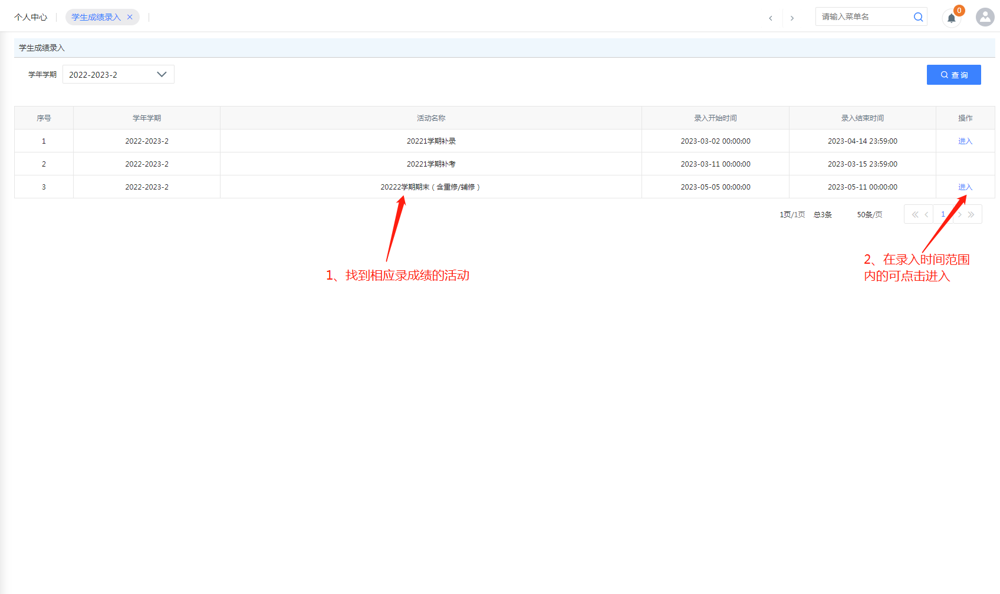 个人中心
学生成绩录入
请输入菜单名
0
学生成绩录入
学年学期 2022-2023-2
查询
序号 学年学期 活动名称 录入开始时间 录入结束时间 操作
1 2022-2023-2 20221学期补录 2023-03-02 00:00:00 2023-04-14 23:59:00 进入
2 2022-2023-2 20221学期补考 2023-03-11 00:00:00 2023-03-15 23:59:00
3 2022-2023-2 20222学期期末（含重修/辅修） 2023-05-05 00:00:00 2023-05-11 00:00:00 进入
1页/1页 总3条 50条/页 1
1、找到相应录成绩的活动
2、在录入时间范围
内的可点击进入